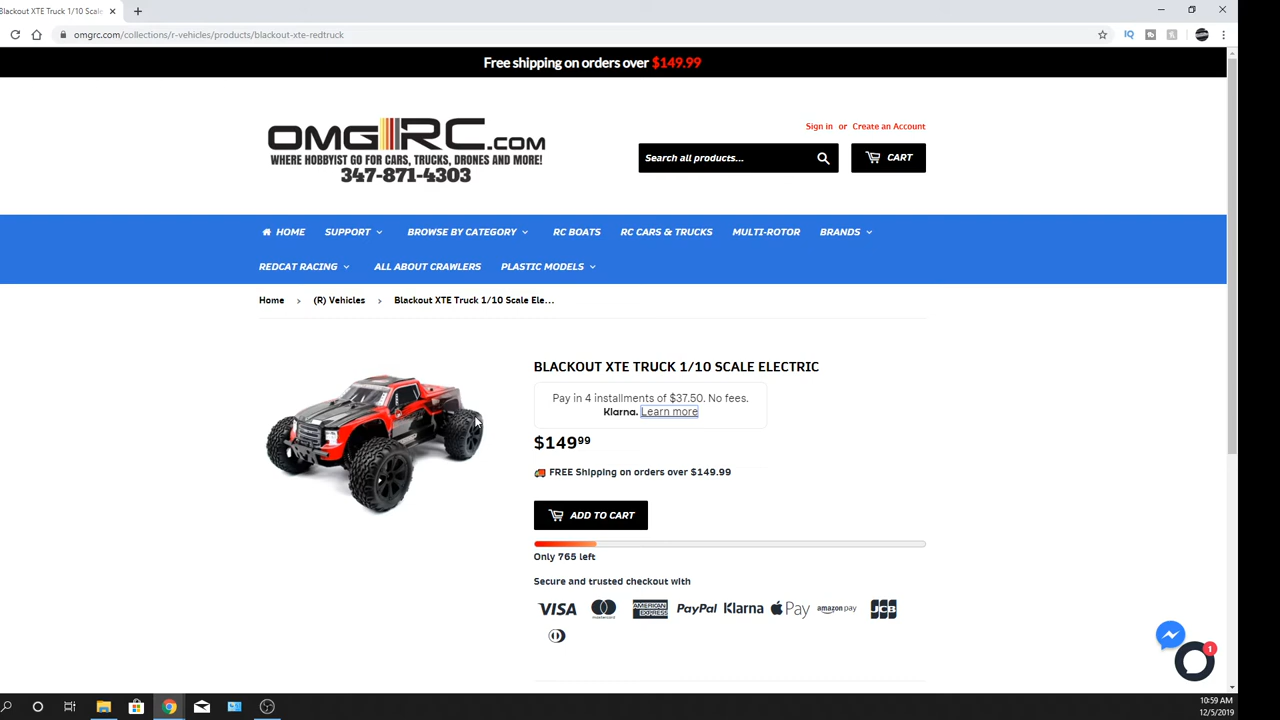 Blackout XTE Truck 1/10 Scale
omgrc.com/collections/r-vehicles/products/blackout-xte-redtruck
Free shipping on orders over $149.99
OMGRC.COM
WHERE HOBBYIST GO FOR CARS, TRUCKS, DRONES AND MORE!
347-871-4303
Sign in or Create an Account
Search all products...
CART
HOME SUPPORT BROWSE BY CATEGORY RC BOATS RC CARS & TRUCKS MULTI-ROTOR BRANDS
REDCAT RACING ALL ABOUT CRAWLERS PLASTIC MODELS
Home › (R) Vehicles › Blackout XTE Truck 1/10 Scale Ele...
BLACKOUT XTE TRUCK 1/10 SCALE ELECTRIC
Pay in 4 installments of $37.50. No fees.
Klarna. Learn more
$149.99
FREE Shipping on orders over $149.99
ADD TO CART
Only 765 left
Secure and trusted checkout with
VISA mastercard AMERICAN EXPRESS PayPal Klarna Pay amazon pay JCB
1
10:59 AM
12/5/2019